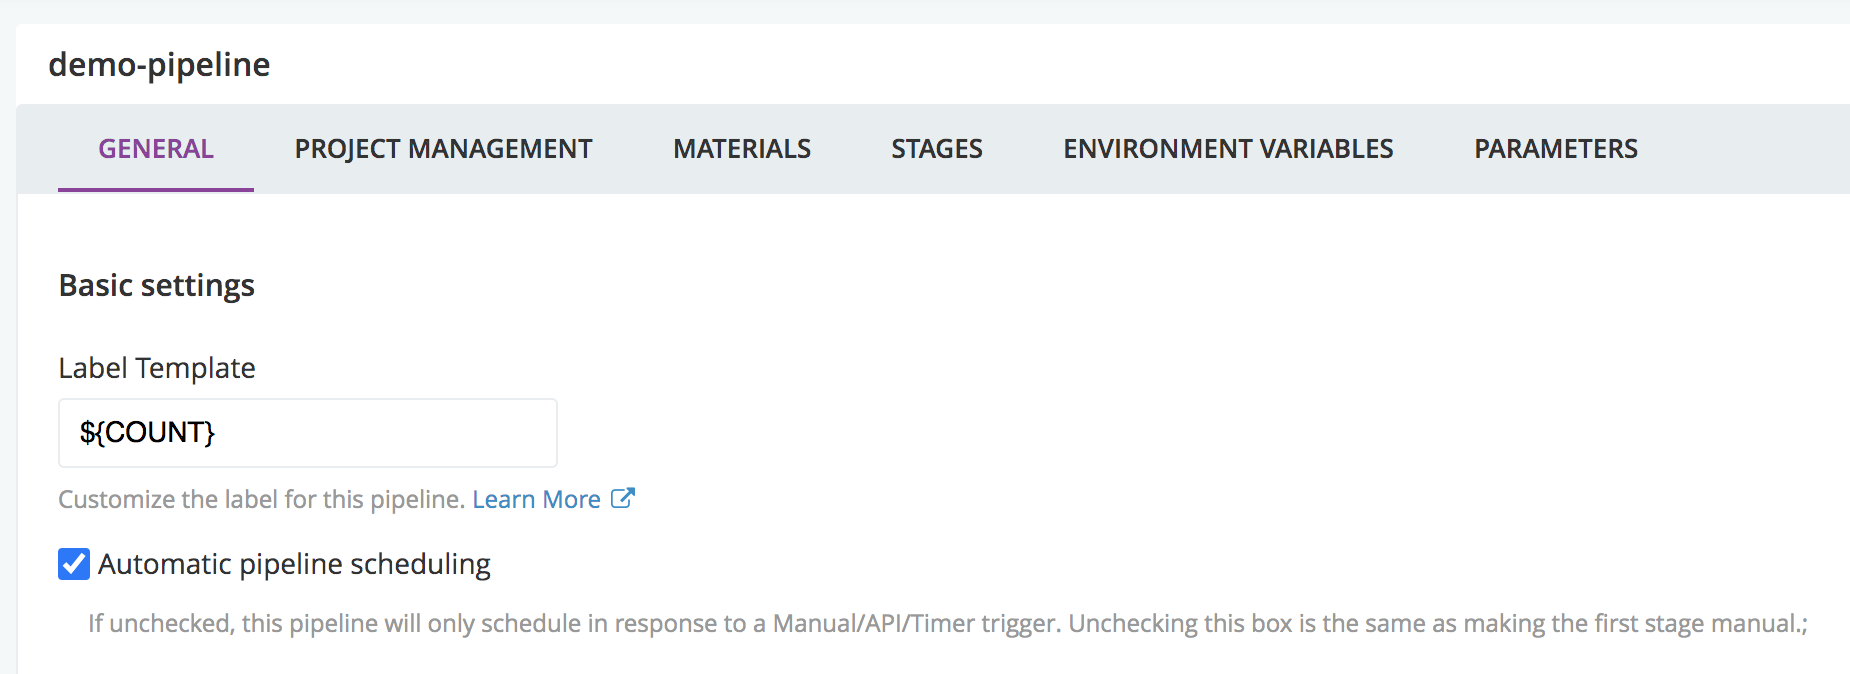 demo-pipeline
GENERAL PROJECT MANAGEMENT MATERIALS STAGES ENVIRONMENT VARIABLES PARAMETERS
Basic settings
Label Template
${COUNT}
Customize the label for this pipeline. Learn More
Automatic pipeline scheduling
If unchecked, this pipeline will only schedule in response to a Manual/API/Timer trigger. Unchecking this box is the same as making the first stage manual.;